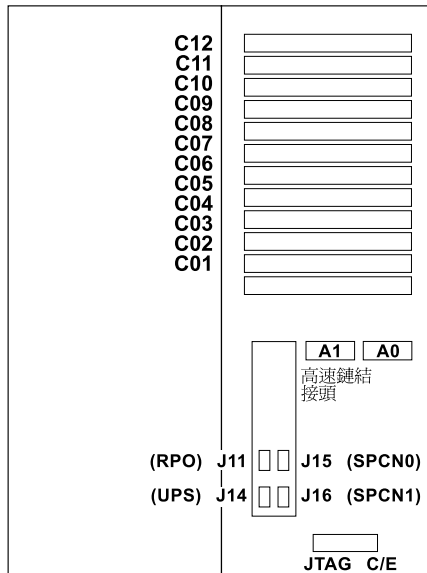 C12
C11
C10
C09
C08
C07
C06
C05
C04
C03
C02
C01
A1 A0
高速鏈結
接頭
(RPO) J11 J15 (SPCN0)
(UPS) J14 J16 (SPCN1)
JTAG C/E